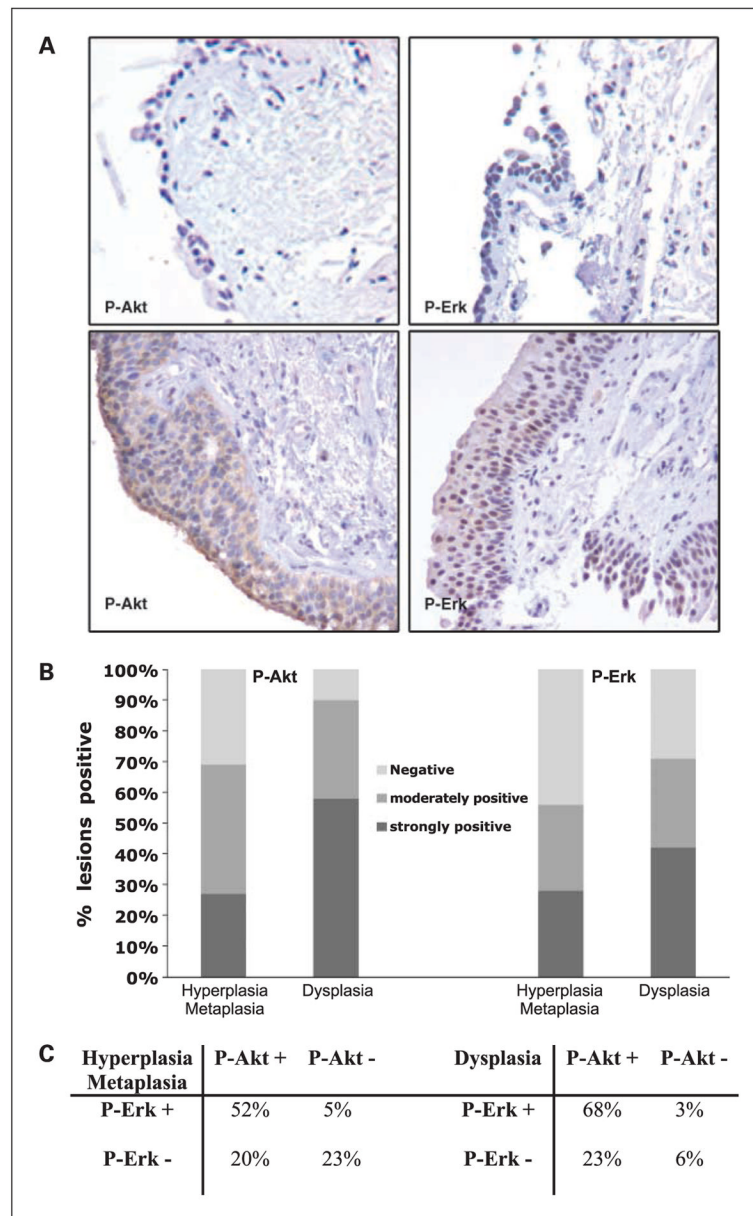 A
P-Akt
P-Erk
P-Akt
P-Erk
B
100%
90%
80%
70%
60%
50%
40%
30%
20%
10%
0%
% lesions positive
P-Akt
P-Erk
Negative
moderately positive
strongly positive
Hyperplasia
Metaplasia
Dysplasia
Hyperplasia
Metaplasia
Dysplasia
C
Hyperplasia P-Akt + P-Akt -
Metaplasia
P-Erk + 52% 5%
P-Erk - 20% 23%
Dysplasia P-Akt + P-Akt -
P-Erk + 68% 3%
P-Erk - 23% 6%